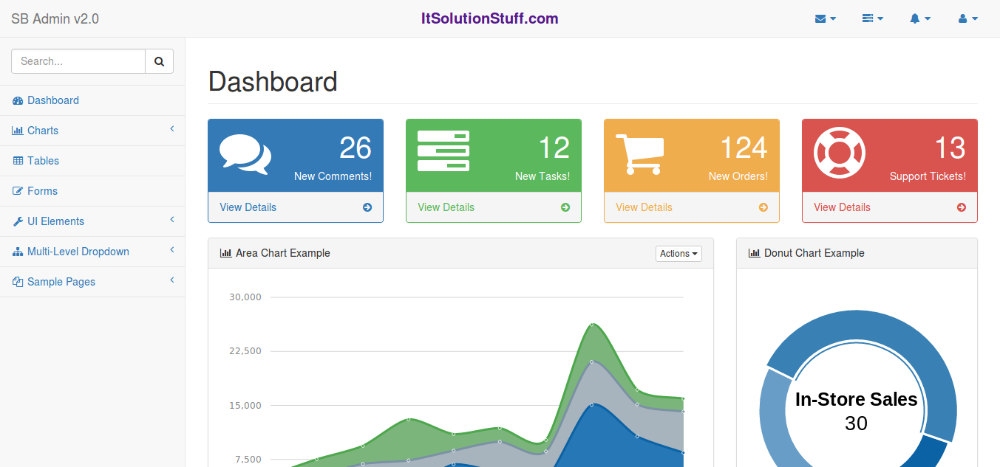 SB Admin v2.0
ItSolutionStuff.com
Search...
Dashboard
Charts
Tables
Forms
UI Elements
Multi-Level Dropdown
Sample Pages
Dashboard
26
New Comments!
View Details
12
New Tasks!
View Details
124
New Orders!
View Details
13
Support Tickets!
View Details
Area Chart Example
Actions
30,000
22,500
15,000
7,500
Donut Chart Example
In-Store Sales
30